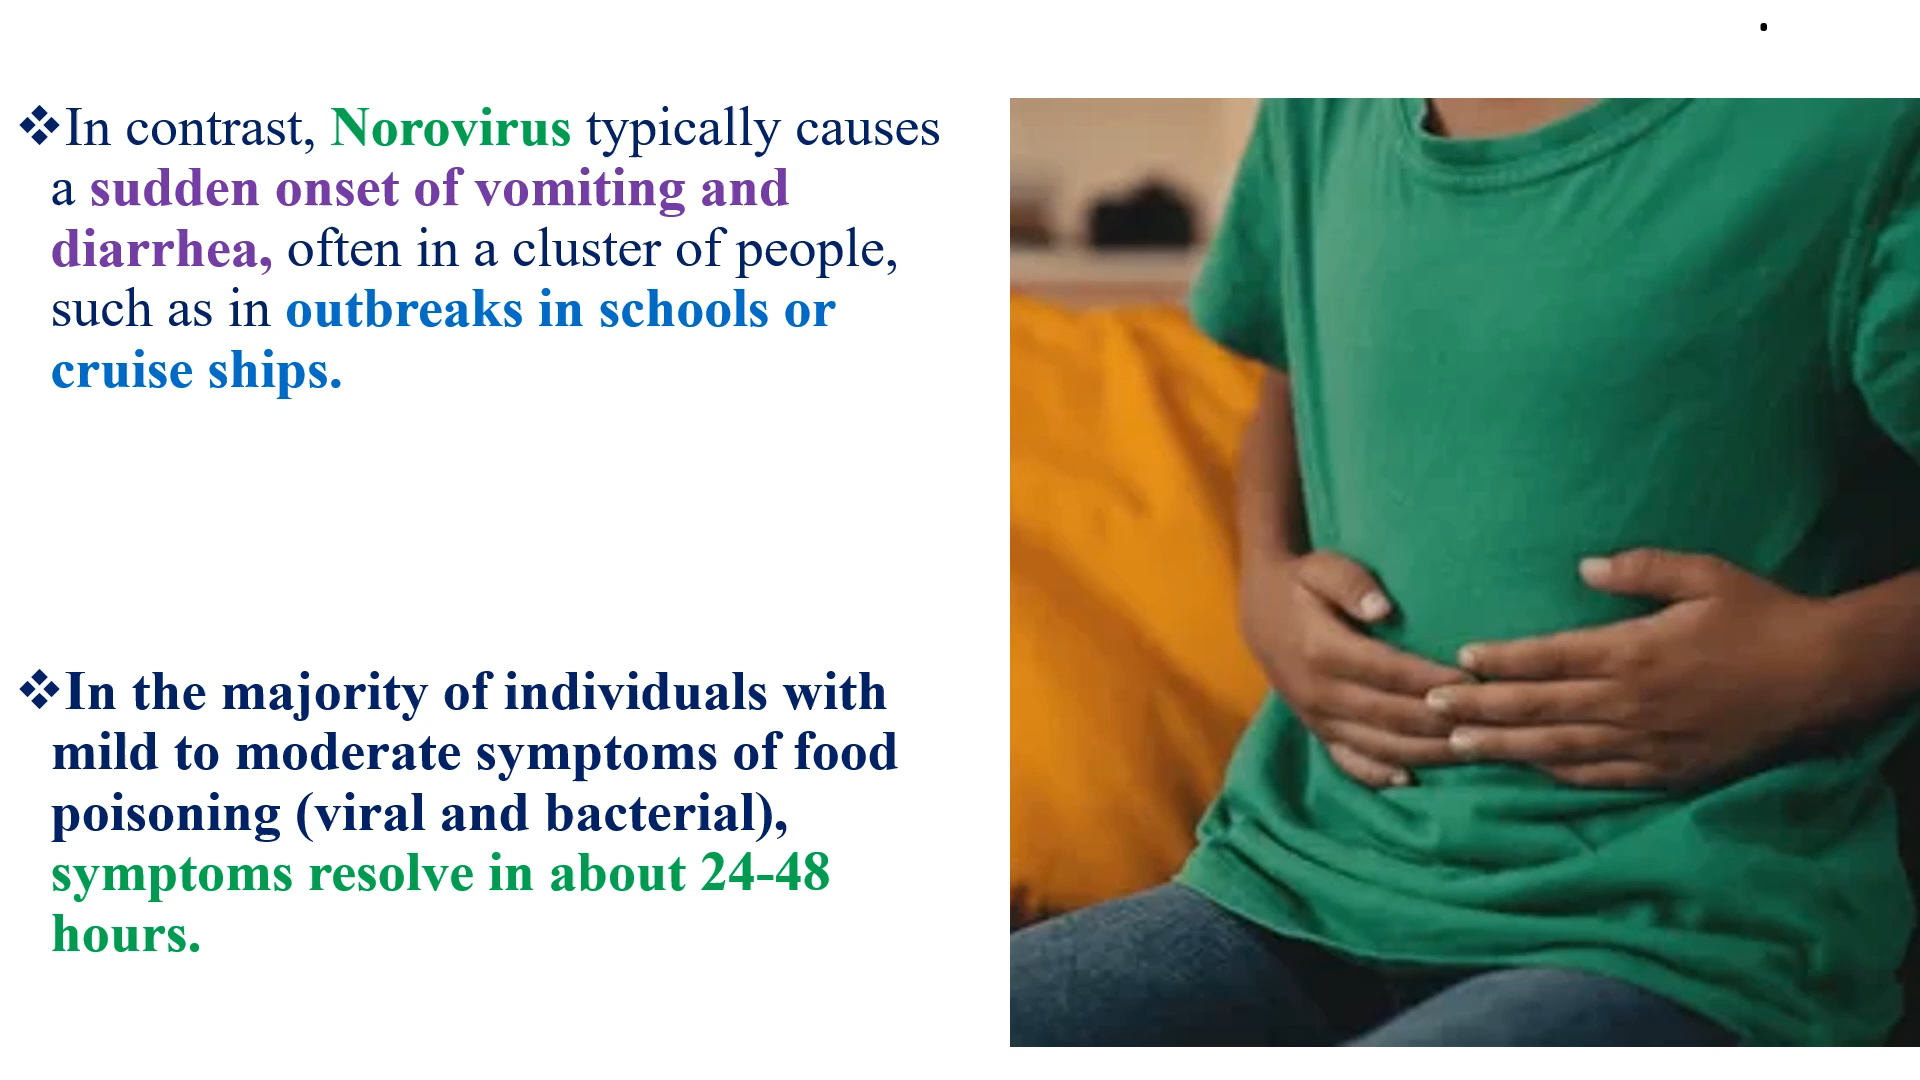 ❖In contrast, Norovirus typically causes
a sudden onset of vomiting and
diarrhea, often in a cluster of people,
such as in outbreaks in schools or
cruise ships.
❖In the majority of individuals with
mild to moderate symptoms of food
poisoning (viral and bacterial),
symptoms resolve in about 24-48
hours.